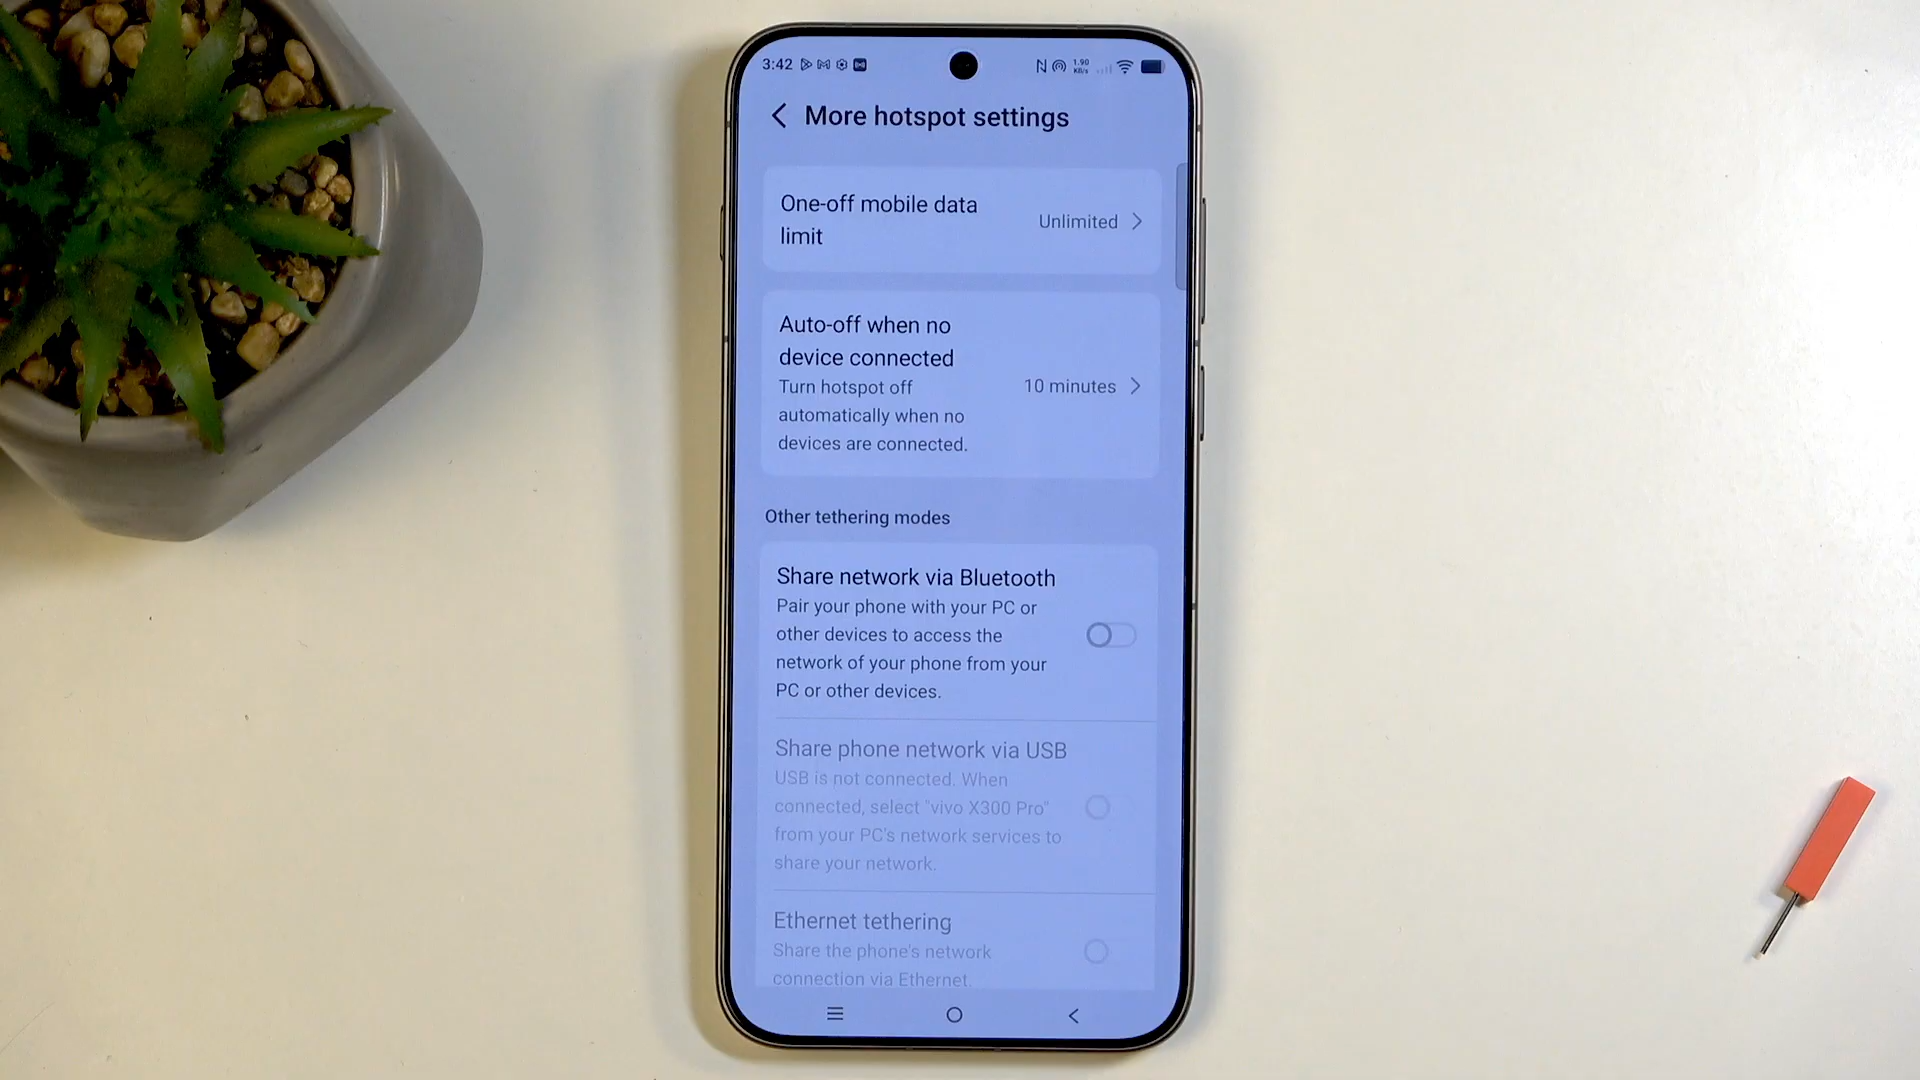 3:42
1.90
KB/s
More hotspot settings
One-off mobile data
limit
Unlimited
Auto-off when no
device connected
Turn hotspot off
automatically when no
devices are connected.
10 minutes
Other tethering modes
Share network via Bluetooth
Pair your phone with your PC or
other devices to access the
network of your phone from your
PC or other devices.
Share phone network via USB
USB is not connected. When
connected, select "vivo X300 Pro"
from your PC's network services to
share your network.
Ethernet tethering
Share the phone's network
connection via Ethernet.